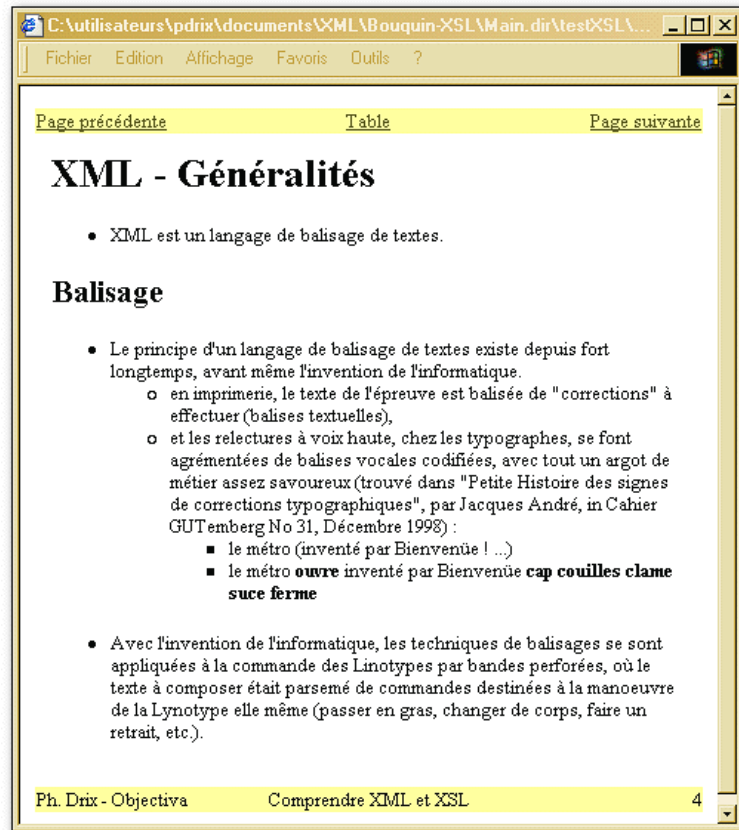 C:\utilisateurs\pdrix\documents\XML\Bouquin-XSL\Main.dir\testXSL\...
Fichier Edition Affichage Favoris Outils ?
Page précédente Table Page suivante
XML - Généralités
• XML est un langage de balisage de textes.
Balisage
• Le principe d'un langage de balisage de textes existe depuis fort
longtemps, avant même l'invention de l'informatique.
o en imprimerie, le texte de l'épreuve est balisée de "corrections" à
effectuer (balises textuelles),
o et les relectures à voix haute, chez les typographes, se font
agrémentées de balises vocales codifiées, avec tout un argot de
métier assez savoureux (trouvé dans "Petite Histoire des signes
de corrections typographiques", par Jacques André, in Cahier
GUTemberg No 31, Décembre 1998) :
▪ le métro (inventé par Bienvenüe ! ...)
▪ le métro ouvre inventé par Bienvenüe cap couilles clame
suce ferme
• Avec l'invention de l'informatique, les techniques de balisages se sont
appliquées à la commande des Linotypes par bandes perforées, où le
texte à composer était parsemé de commandes destinées à la manoeuvre
de la Lynotype elle même (passer en gras, changer de corps, faire un
retrait, etc.).
Ph. Drix - Objectiva Comprendre XML et XSL 4